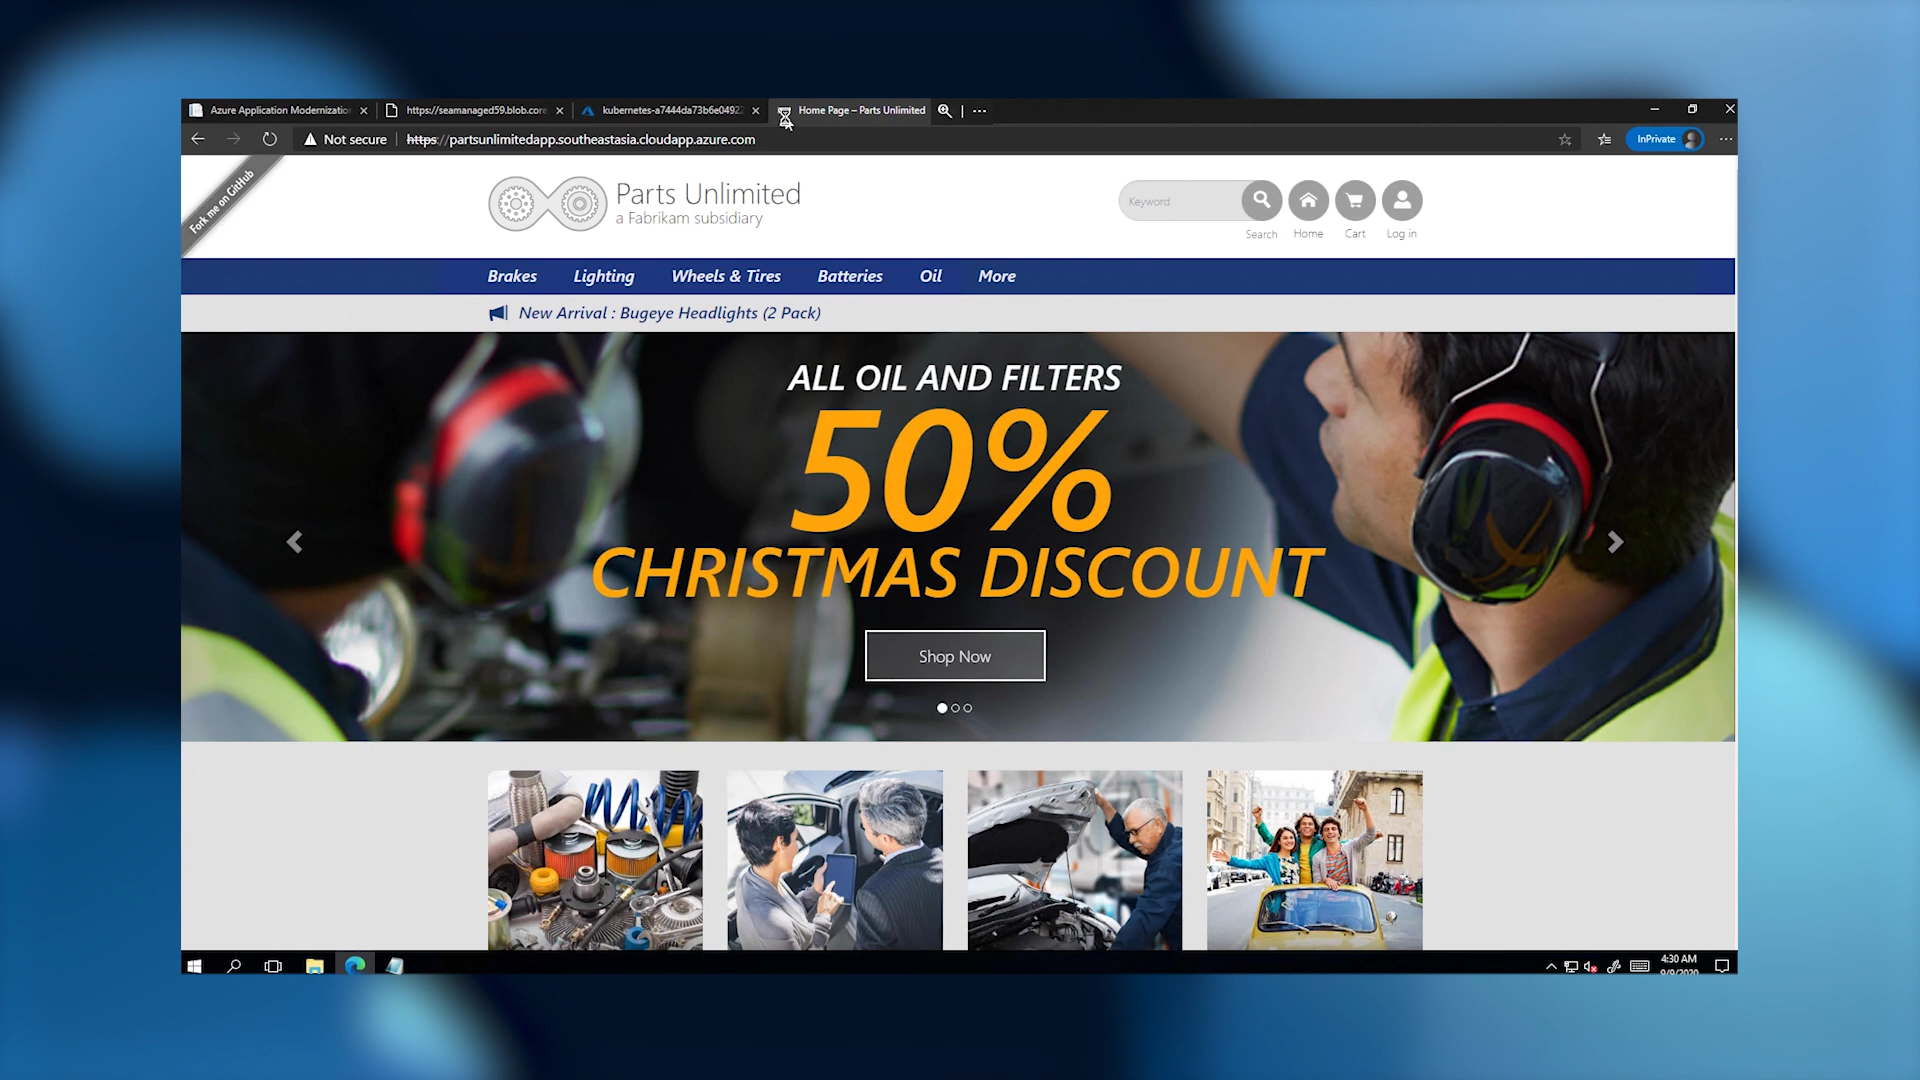 Azure Application Modernizatio
https://seamanaged59.blob.core
kubernetes-a7444da73b6e04922
Home Page – Parts Unlimited
Not secure
https://partsunlimitedapp.southeastasia.cloudapp.azure.com
InPrivate
Fork me on GitHub
Parts Unlimited
a Fabrikam subsidiary
Keyword
Search
Home
Cart
Log in
Brakes
Lighting
Wheels & Tires
Batteries
Oil
More
New Arrival : Bugeye Headlights (2 Pack)
ALL OIL AND FILTERS
50%
CHRISTMAS DISCOUNT
Shop Now
4:30 AM
9/9/2020